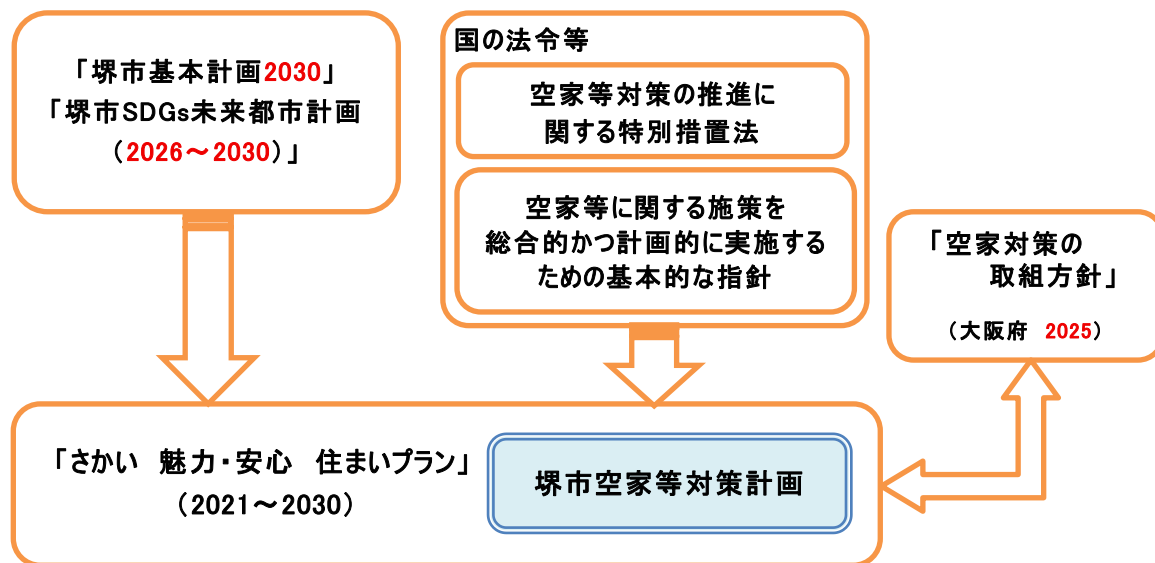 「堺市基本計画2030」
「堺市SDGs未来都市計画
（2026～2030）」
国の法令等
空家等対策の推進に
関する特別措置法
空家等に関する施策を
総合的かつ計画的に実施する
ための基本的な指針
「空家対策の
取組方針」
（大阪府　2025）
「さかい　魅力・安心　住まいプラン」
（2021～2030）
堺市空家等対策計画